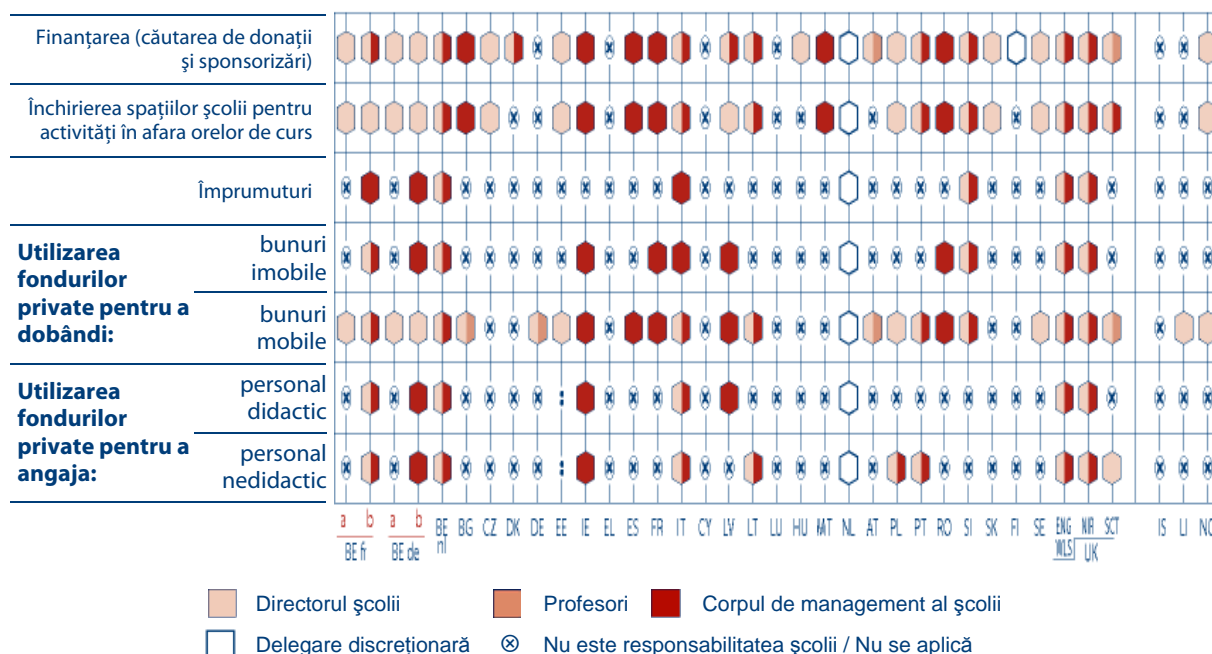 Finanțarea (căutarea de donații
și sponsorizări)
Închirierea spațiilor școlii pentru
activități în afara orelor de curs
Împrumuturi
Utilizarea
fondurilor
private pentru a
dobândi:
bunuri
imobile
bunuri
mobile
Utilizarea
fondurilor
private pentru a
angaja:
personal
didactic
personal
nedidactic
a b a b BE BG CZ DK DE EE IE EL ES FR IT CY LV LT LU HU MT NL AT PL PT RO SI SK FI SE ENG NIR SCT IS LI NO
BE fr BE de nl WLS UK
Directorul şcolii Profesori Corpul de management al şcolii
Delegare discreţionară Nu este responsabilitatea şcolii / Nu se aplică